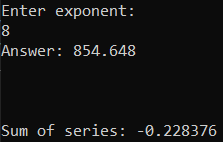 Enter exponent:
8
Answer: 854.648
Sum of series: -0.228376